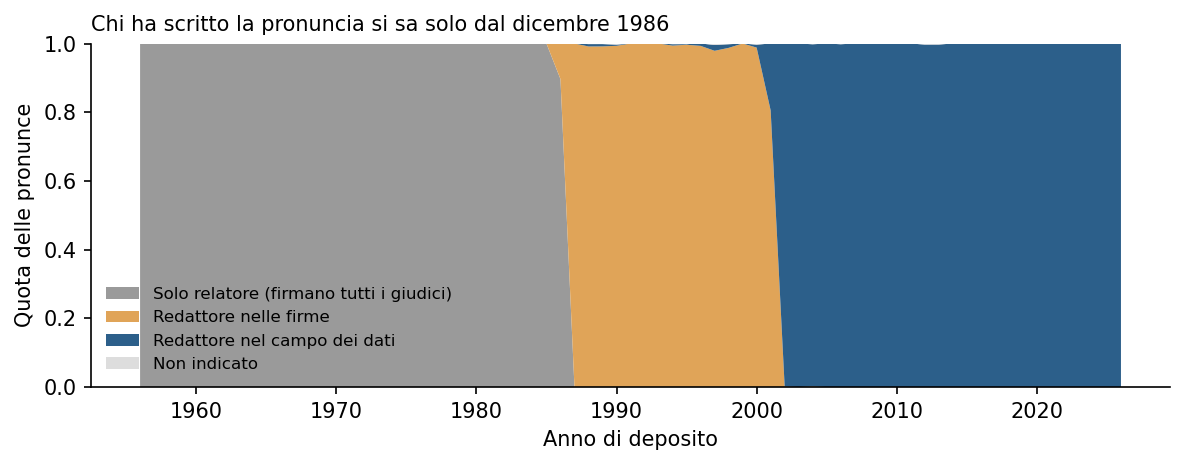 Chi ha scritto la pronuncia si sa solo dal dicembre 1986
Quota delle pronunce
1.0
0.8
0.6
0.4
0.2
0.0
Solo relatore (firmano tutti i giudici)
Redattore nelle firme
Redattore nel campo dei dati
Non indicato
1960
1970
1980
1990
2000
2010
2020
Anno di deposito